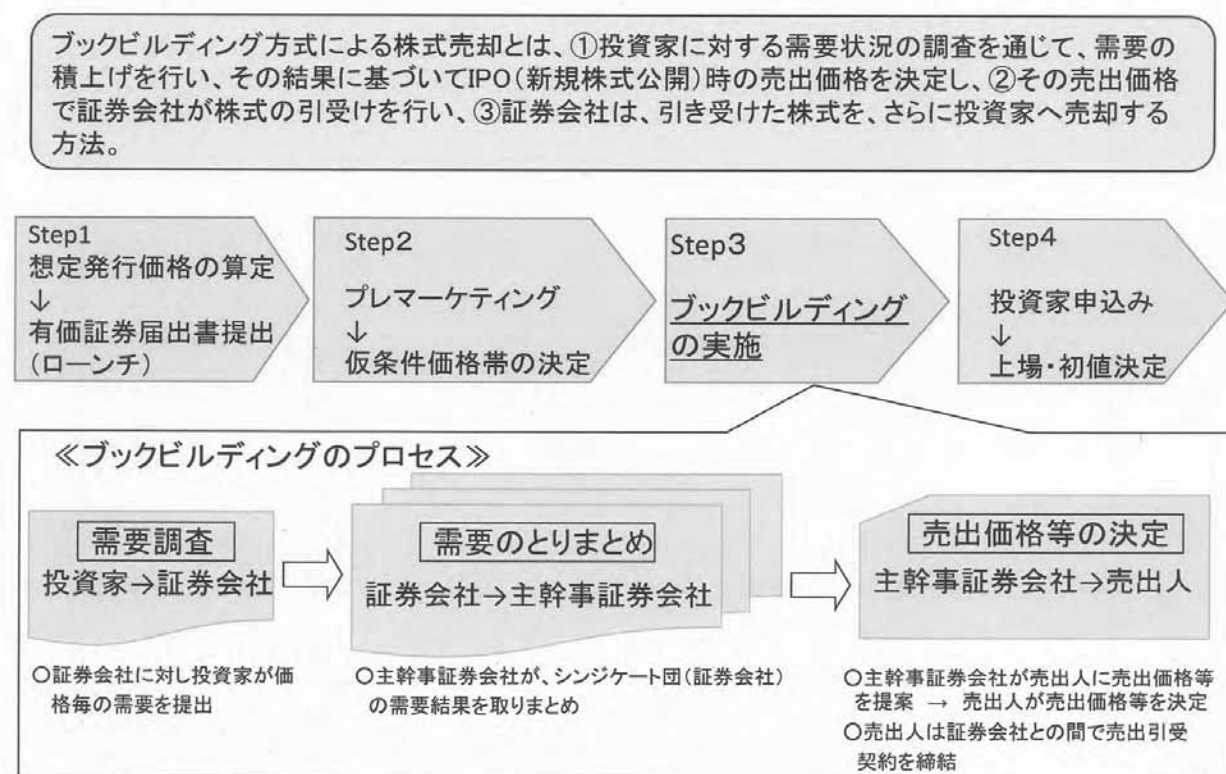 ブックビルディング方式による株式売却とは、①投資家に対する需要状況の調査を通じて、需要の
積上げを行い、その結果に基づいてIPO(新規株式公開)時の売出価格を決定し、②その売出価格
で証券会社が株式の引受けを行い、③証券会社は、引き受けた株式を、さらに投資家へ売却する
方法。
Step1
想定発行価格の算定
↓
有価証券届出書提出
(ローンチ)
Step2
プレマーケティング
↓
仮条件価格帯の決定
Step3
ブックビルディング
の実施
Step4
投資家申込み
↓
上場・初値決定
≪ブックビルディングのプロセス≫
需要調査
投資家→証券会社
○証券会社に対し投資家が価
格毎の需要を提出
需要のとりまとめ
証券会社→主幹事証券会社
○主幹事証券会社が、シンジケート団(証券会社)
の需要結果を取りまとめ
売出価格等の決定
主幹事証券会社→売出人
○主幹事証券会社が売出人に売出価格等
を提案 → 売出人が売出価格等を決定
○売出人は証券会社との間で売出引受
契約を締結